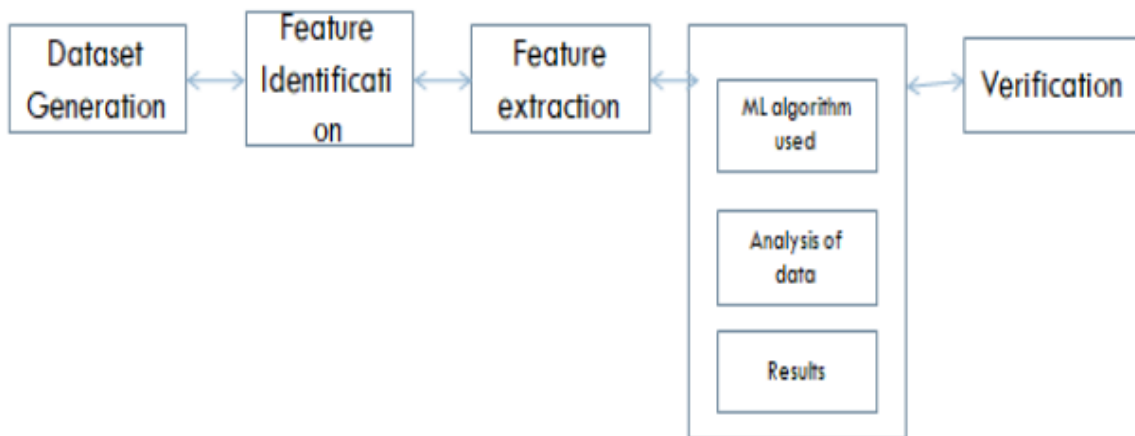 Dataset
Generation
Feature
Identificati
on
Feature
extraction
ML algorithm
used
Analysis of
data
Results
Verification